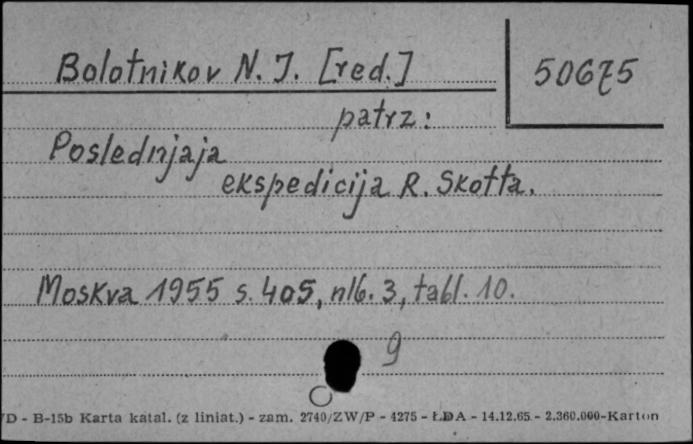 Bolotnikov N. J. [red.]
50675
patrz:
Poslednjaja
ekspedicija R. Skotta.
Moskva 1955 s. 405, nlb. 3, tabl. 10.
9
/D - B-15b Karta katal. (z liniat.) - zam. 2740/ZW/P - 4275 - ŁDA - 14.12.65 - 2.360.000-Karton